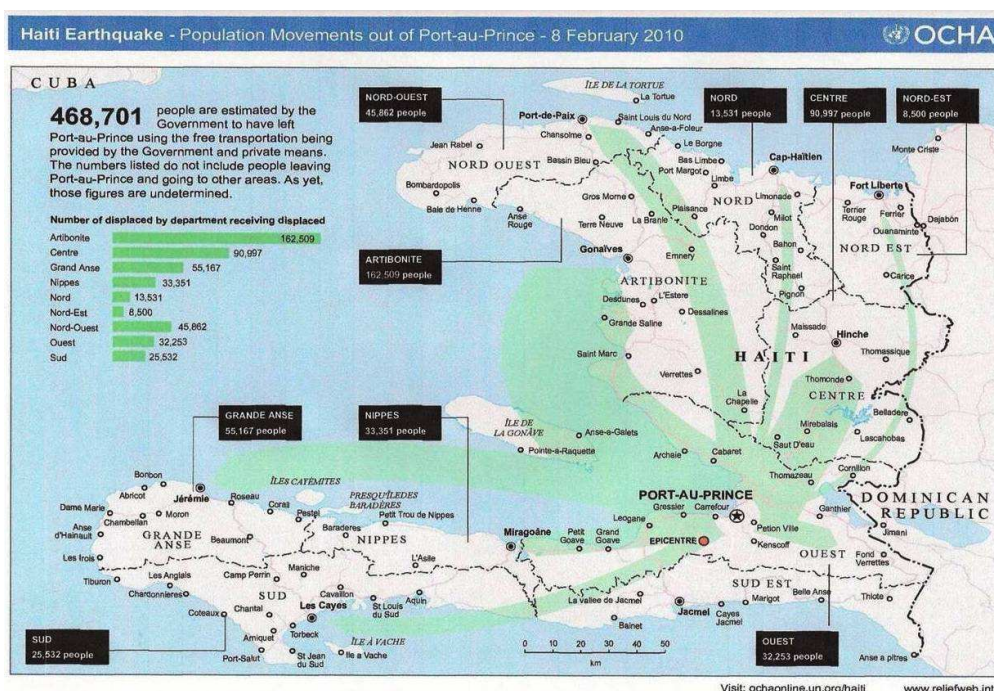 Haiti Earthquake - Population Movements out of Port-au-Prince - 8 February 2010
OCHA
CUBA
468,701 people are estimated by the
Government to have left
Port-au-Prince using the free transportation being
provided by the Government and private means.
The numbers listed do not include people leaving
Port-au-Prince and going to other areas. As yet,
those figures are undetermined.
Number of displaced by department receiving displaced
Artibonite 162,509
Centre 90,997
Grand Anse 55,167
Nippes 33,351
Nord 13,531
Nord-Est 8,500
Nord-Ouest 45,862
Ouest 32,253
Sud 25,532
NORD-OUEST
45,862 people
ÎLE DE LA TORTUE
La Tortue
NORD
13,531 people
CENTRE
90,997 people
NORD-EST
8,500 people
Port-de-Paix
Saint Louis du Nord
Chansolme
Anse-a-Foleur
Jean Rabel
Le Borgne
Monte Criste
NORD OUEST
Bassin Bleu
Bas Limbe
Port Margot
Cap-Haïtien
Limbe
Bombardopolis
Baie de Henne
Anse
Rouge
Gros Morne
Terre Neuve
La Branle
Plaisance
NORD
Limonade
Milot
Fort Liberte
Terrier
Rouge
Ferrier
Ouanaminte
Dajabòn
Dondon
Bahon
NORD EST
Gonaïves
Emnery
Saint
Raphael
Carice
Pignon
ARTIBONITE
162,509 people
ARTIBONITE
Desdunes
L'Estere
Grande Saline
Dessalines
Maissade
Hinche
HAITI
Saint Marc
Verrettes
Thomassique
Thomonde
CENTRE
La
Chapelle
Mirebalais
Belladère
Saut D'eau
Lascahobas
GRANDE ANSE
55,167 people
NIPPES
33,351 people
ÎLE DE
LA GONÂVE
Anse-a-Galets
Pointe-a-Raquette
Archaie
Cabaret
Thomazeau
Cornillon
Bonbon
Abricot
Jérémie
Roseau
ÎLES CAYÉMITES
PRESQU'ÎLEDES
BARADÈRES
PORT-AU-PRINCE
DOMINICAN
REPUBLIC
Dame Marie
Chambellan
Moron
Corail
Pestel
Petit Trou de Nippes
Gressier
Carrefour
Ganthier
Anse
d'Hainault
GRANDE
ANSE
Beaumont
Baraderes
NIPPES
Miragoâne
Petit
Goave
Grand
Goave
Leogane
EPICENTRE
Petion Ville
Kenscoff
Jimani
OUEST
Fond
Verrettes
Les Irois
L'Asile
Tiburon
Les Anglais
Camp Perrin
Maniche
SUD EST
Chardonnieres
SUD
Cavaillon
Aquin
La vallee de Jacmel
Marigot
Belle Anse
Thiote
Coteaux
Chantal
Les Cayes
St Louis
du Sud
Bainet
Jacmel
Cayes
Jacmel
Torbeck
Arniquet
SUD
25,532 people
Port-Salut
St Jean
du Sud
ÎLE À VACHE
Ile a Vache
0 10 20 30 40 50
km
OUEST
32,253 people
Anse a pitres
Visit: ochaonline.un.org/haiti www.reliefweb.int